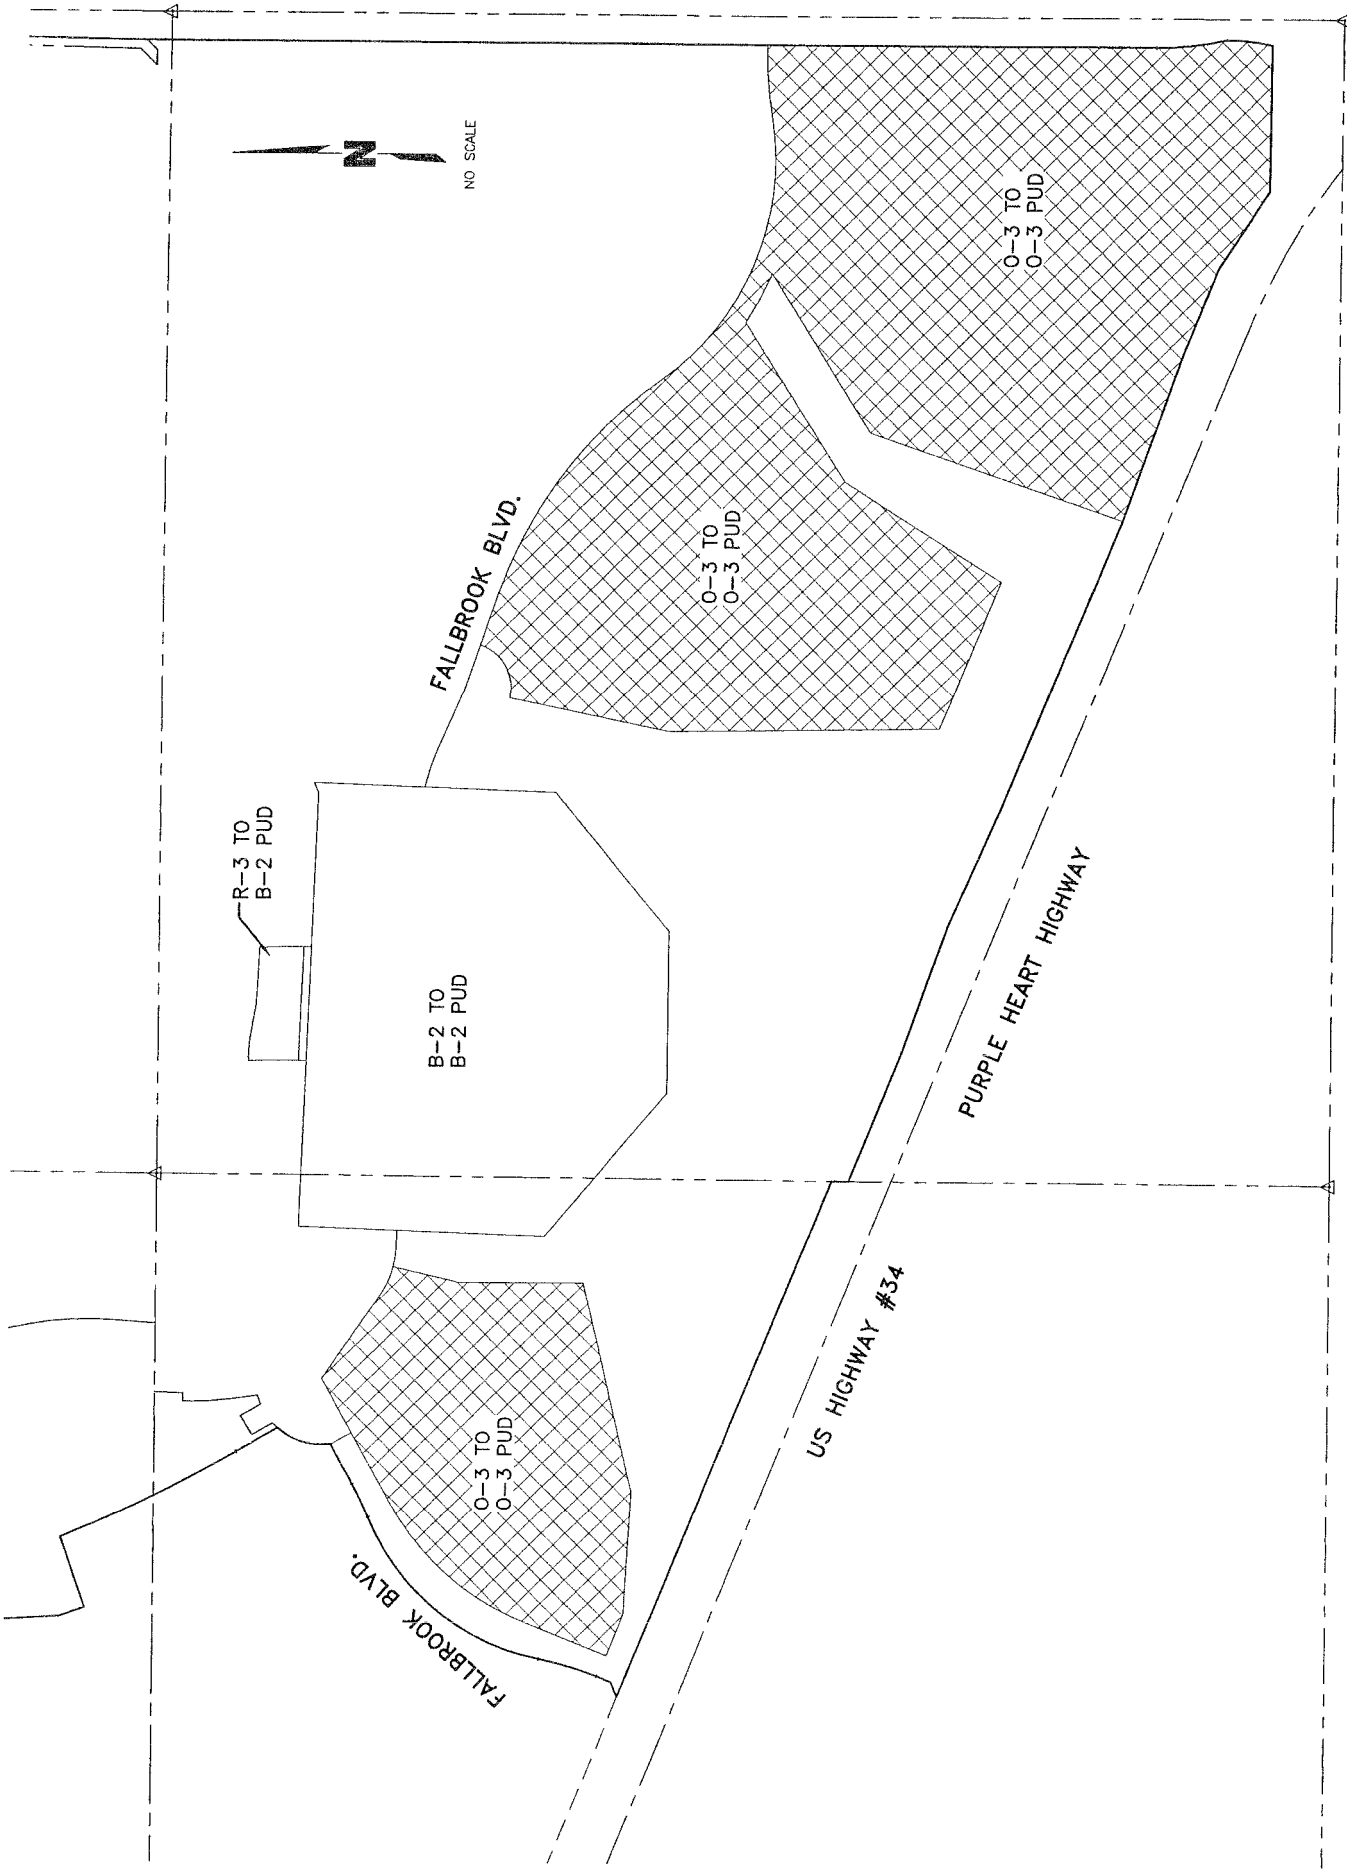 N
NO SCALE
R-3 TO
B-2 PUD
B-2 TO
B-2 PUD
FALLBROOK BLVD.
O-3 TO
O-3 PUD
FALLBROOK BLVD.
O-3 TO
O-3 PUD
O-3 TO
O-3 PUD
US HIGHWAY #34
PURPLE HEART HIGHWAY